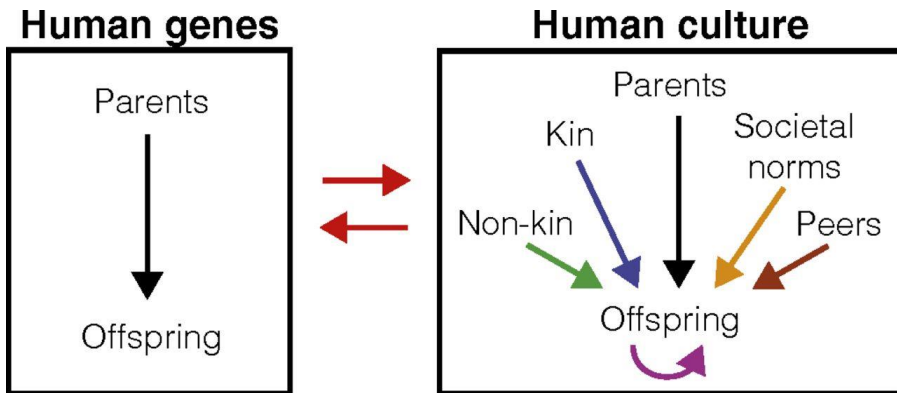 Human genes
Parents
Offspring
Human culture
Parents
Kin
Societal
norms
Non-kin
Peers
Offspring